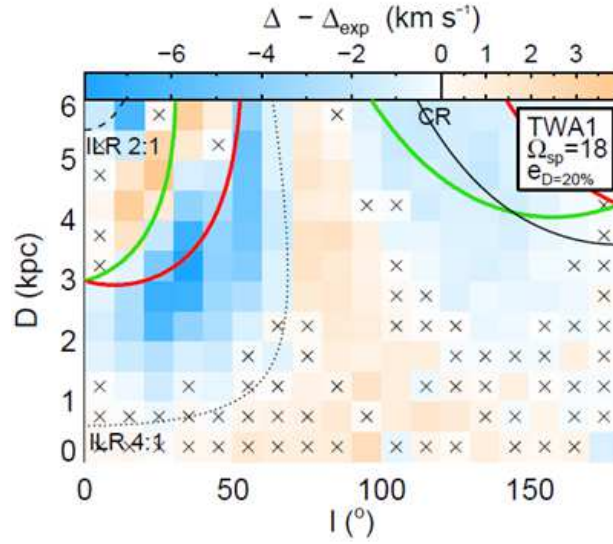 Δ − Δexp (km s⁻¹)
−6 −4 −2 0 1 2 3
6
5
4
3
2
1
0
D (kpc)
ILR 2:1
ILR 4:1
CR
TWA1
Ωsp=18
eD=20%
0 50 100 150
l (°)